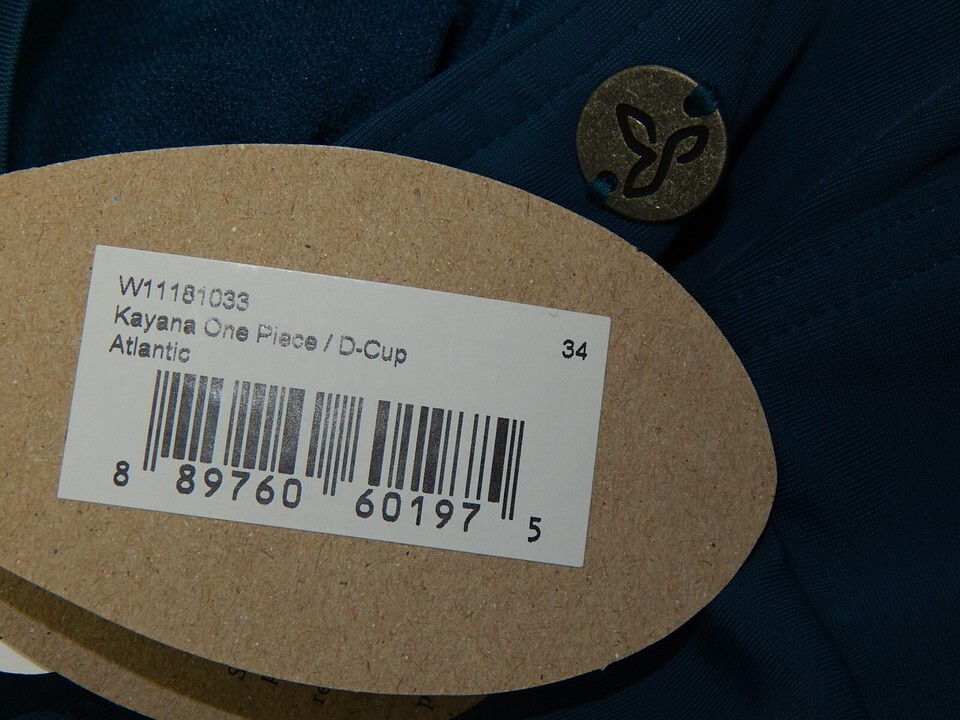 W11181033
Kayana One Piece / D-Cup
34
Atlantic
8 89760 60197 5